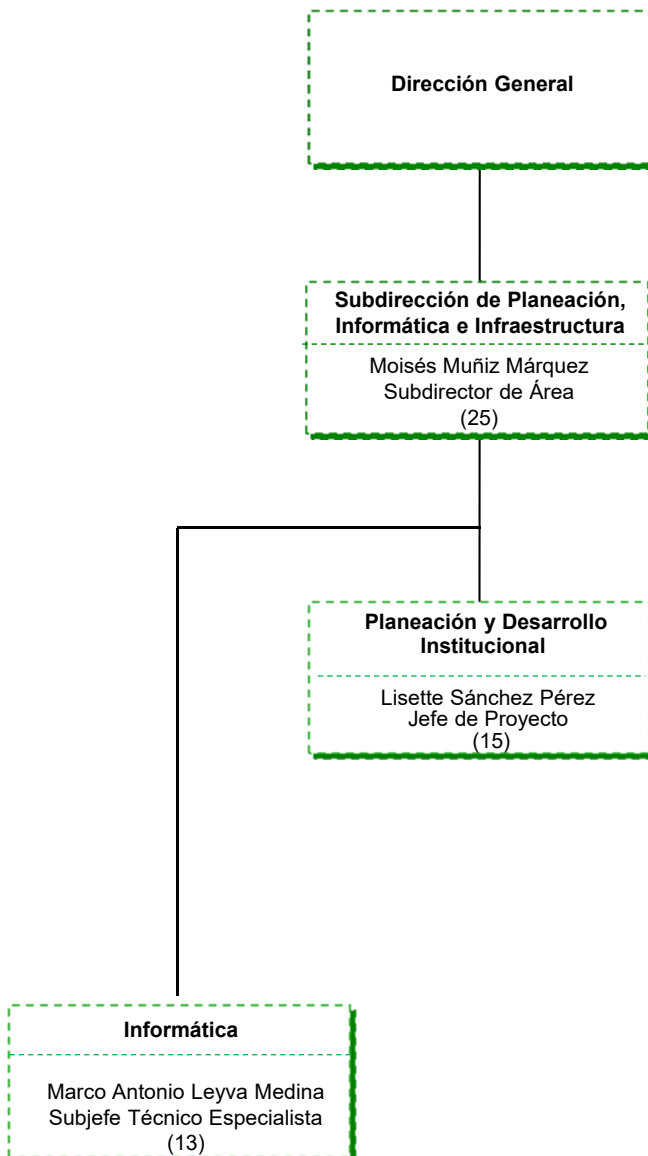 Dirección General
Subdirección de Planeación,
Informática e Infraestructura
Moisés Muñiz Márquez
Subdirector de Área
(25)
Planeación y Desarrollo
Institucional
Lisette Sánchez Pérez
Jefe de Proyecto
(15)
Informática
Marco Antonio Leyva Medina
Subjefe Técnico Especialista
(13)